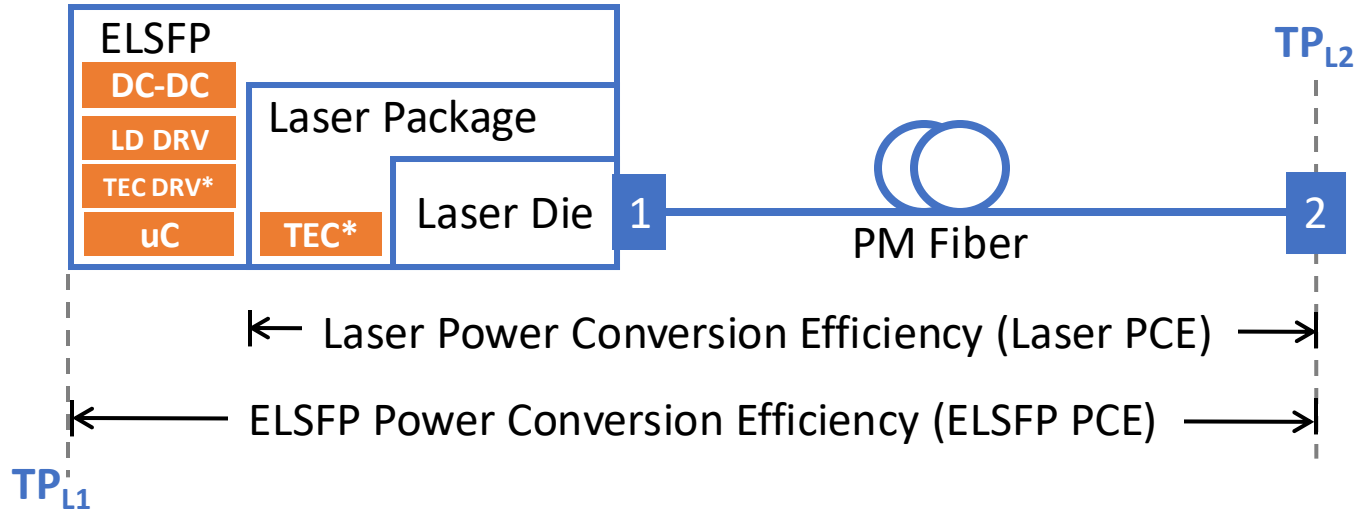 ELSFP
TP_L2
DC-DC
Laser Package
LD DRV
TEC DRV*
Laser Die
1
2
uC
TEC*
PM Fiber
Laser Power Conversion Efficiency (Laser PCE)
ELSFP Power Conversion Efficiency (ELSFP PCE)
TP_L1